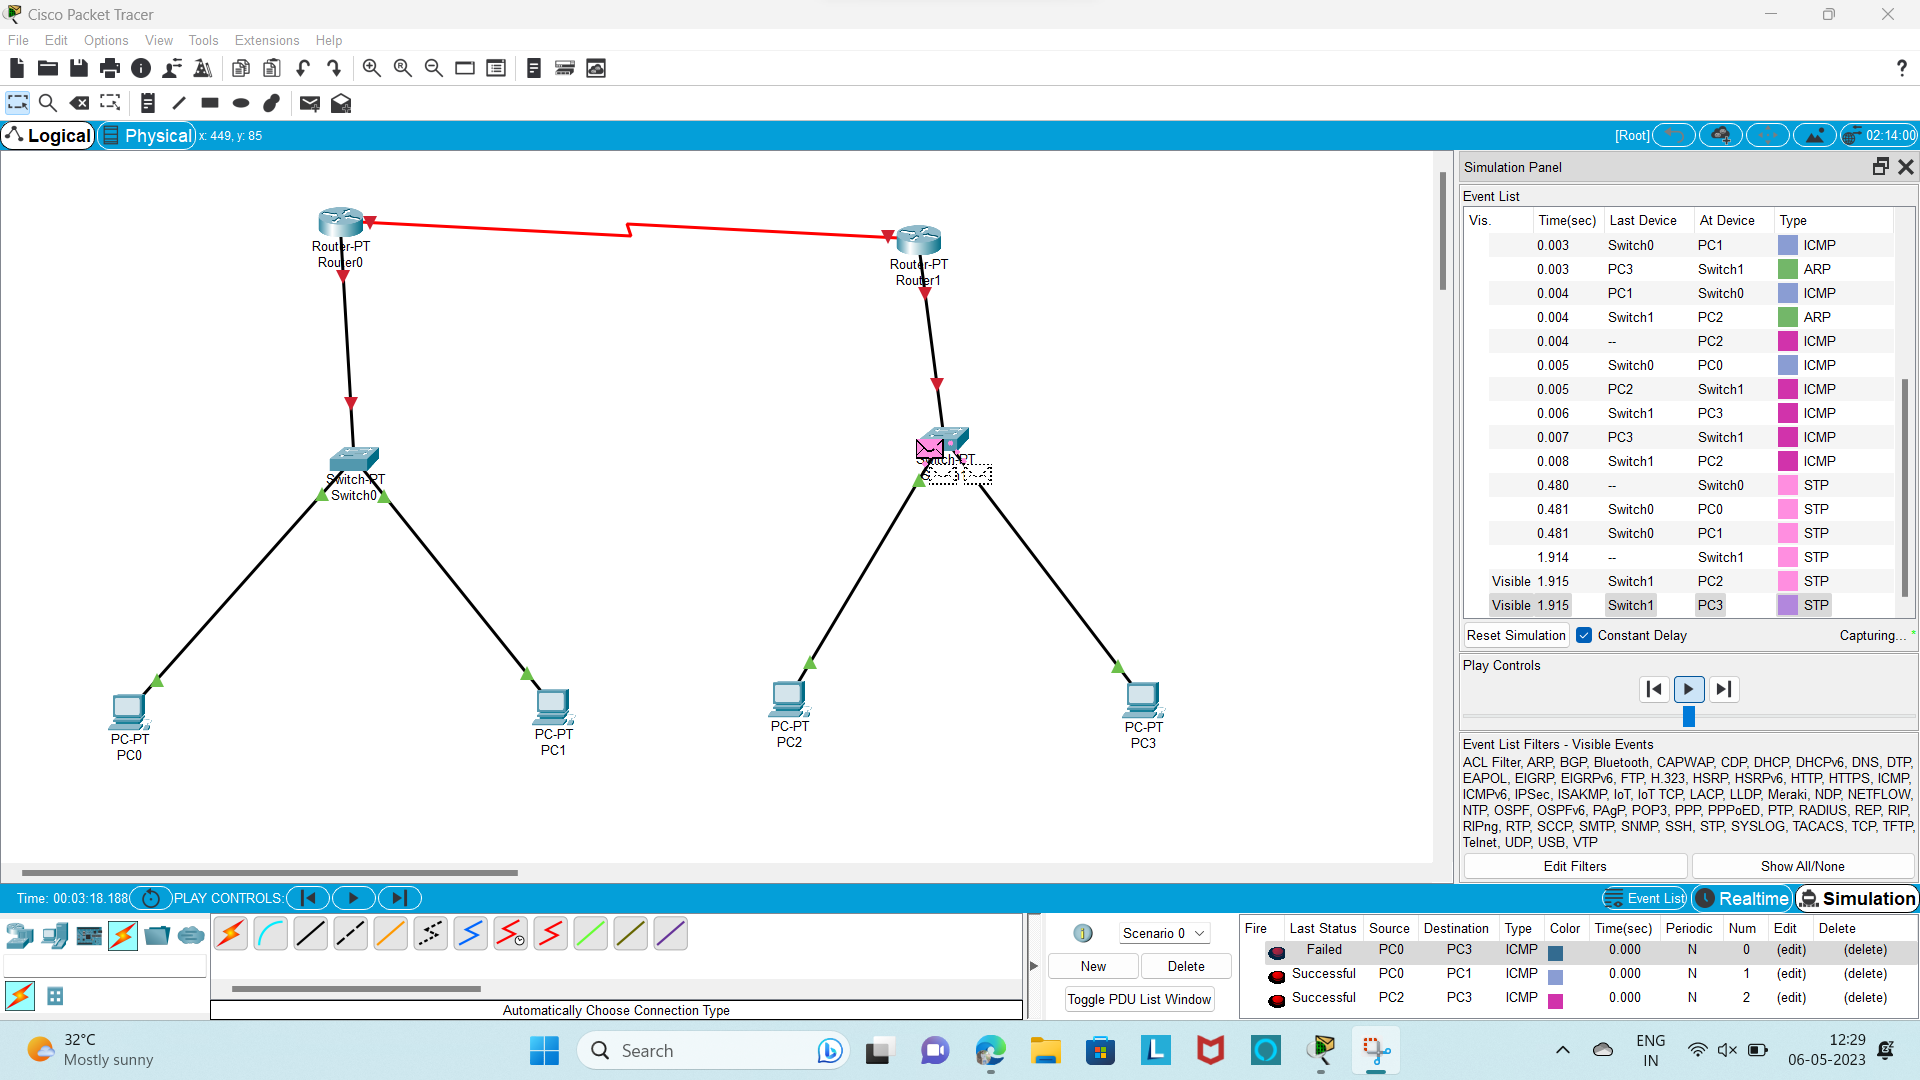 Cisco Packet Tracer
File Edit Options View Tools Extensions Help
Logical Physical x: 449, y: 85 [Root] 02:14:00
Router-PT
Router0
Router-PT
Router1
Switch-PT
Switch0
Switch-PT
PC-PT
PC0
PC-PT
PC1
PC-PT
PC2
PC-PT
PC3
Simulation Panel
Event List
Vis. Time(sec) Last Device At Device Type
0.003 Switch0 PC1 ICMP
0.003 PC3 Switch1 ARP
0.004 PC1 Switch0 ICMP
0.004 Switch1 PC2 ARP
0.004 -- PC2 ICMP
0.005 Switch0 PC0 ICMP
0.005 PC2 Switch1 ICMP
0.006 Switch1 PC3 ICMP
0.007 PC3 Switch1 ICMP
0.008 Switch1 PC2 ICMP
0.480 -- Switch0 STP
0.481 Switch0 PC0 STP
0.481 Switch0 PC1 STP
1.914 -- Switch1 STP
Visible 1.915 Switch1 PC2 STP
Visible 1.915 Switch1 PC3 STP
Reset Simulation Constant Delay Capturing... *
Play Controls
Event List Filters - Visible Events
ACL Filter, ARP, BGP, Bluetooth, CAPWAP, CDP, DHCP, DHCPv6, DNS, DTP,
EAPOL, EIGRP, EIGRPv6, FTP, H.323, HSRP, HSRPv6, HTTP, HTTPS, ICMP,
ICMPv6, IPSec, ISAKMP, IoT, IoT TCP, LACP, LLDP, Meraki, NDP, NETFLOW,
NTP, OSPF, OSPFv6, PAgP, POP3, PPP, PPPoED, PTP, RADIUS, REP, RIP,
RIPng, RTP, SCCP, SMTP, SNMP, SSH, STP, SYSLOG, TACACS, TCP, TFTP,
Telnet, UDP, USB, VTP
Edit Filters Show All/None
Time: 00:03:18.188 PLAY CONTROLS: Event List Realtime Simulation
Automatically Choose Connection Type
1 Scenario 0
New Delete
Toggle PDU List Window
Fire Last Status Source Destination Type Color Time(sec) Periodic Num Edit Delete
Failed PC0 PC3 ICMP 0.000 N 0 (edit) (delete)
Successful PC0 PC1 ICMP 0.000 N 1 (edit) (delete)
Successful PC2 PC3 ICMP 0.000 N 2 (edit) (delete)
32°C
Mostly sunny
Search
ENG
IN
12:29
06-05-2023